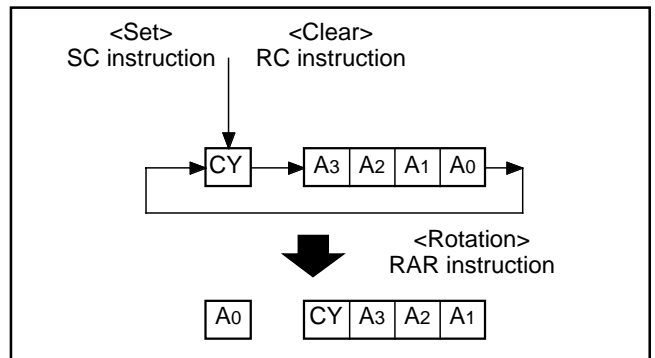 <Set> <Clear>
SC instruction RC instruction
CY A3 A2 A1 A0
<Rotation>
RAR instruction
A0 CY A3 A2 A1